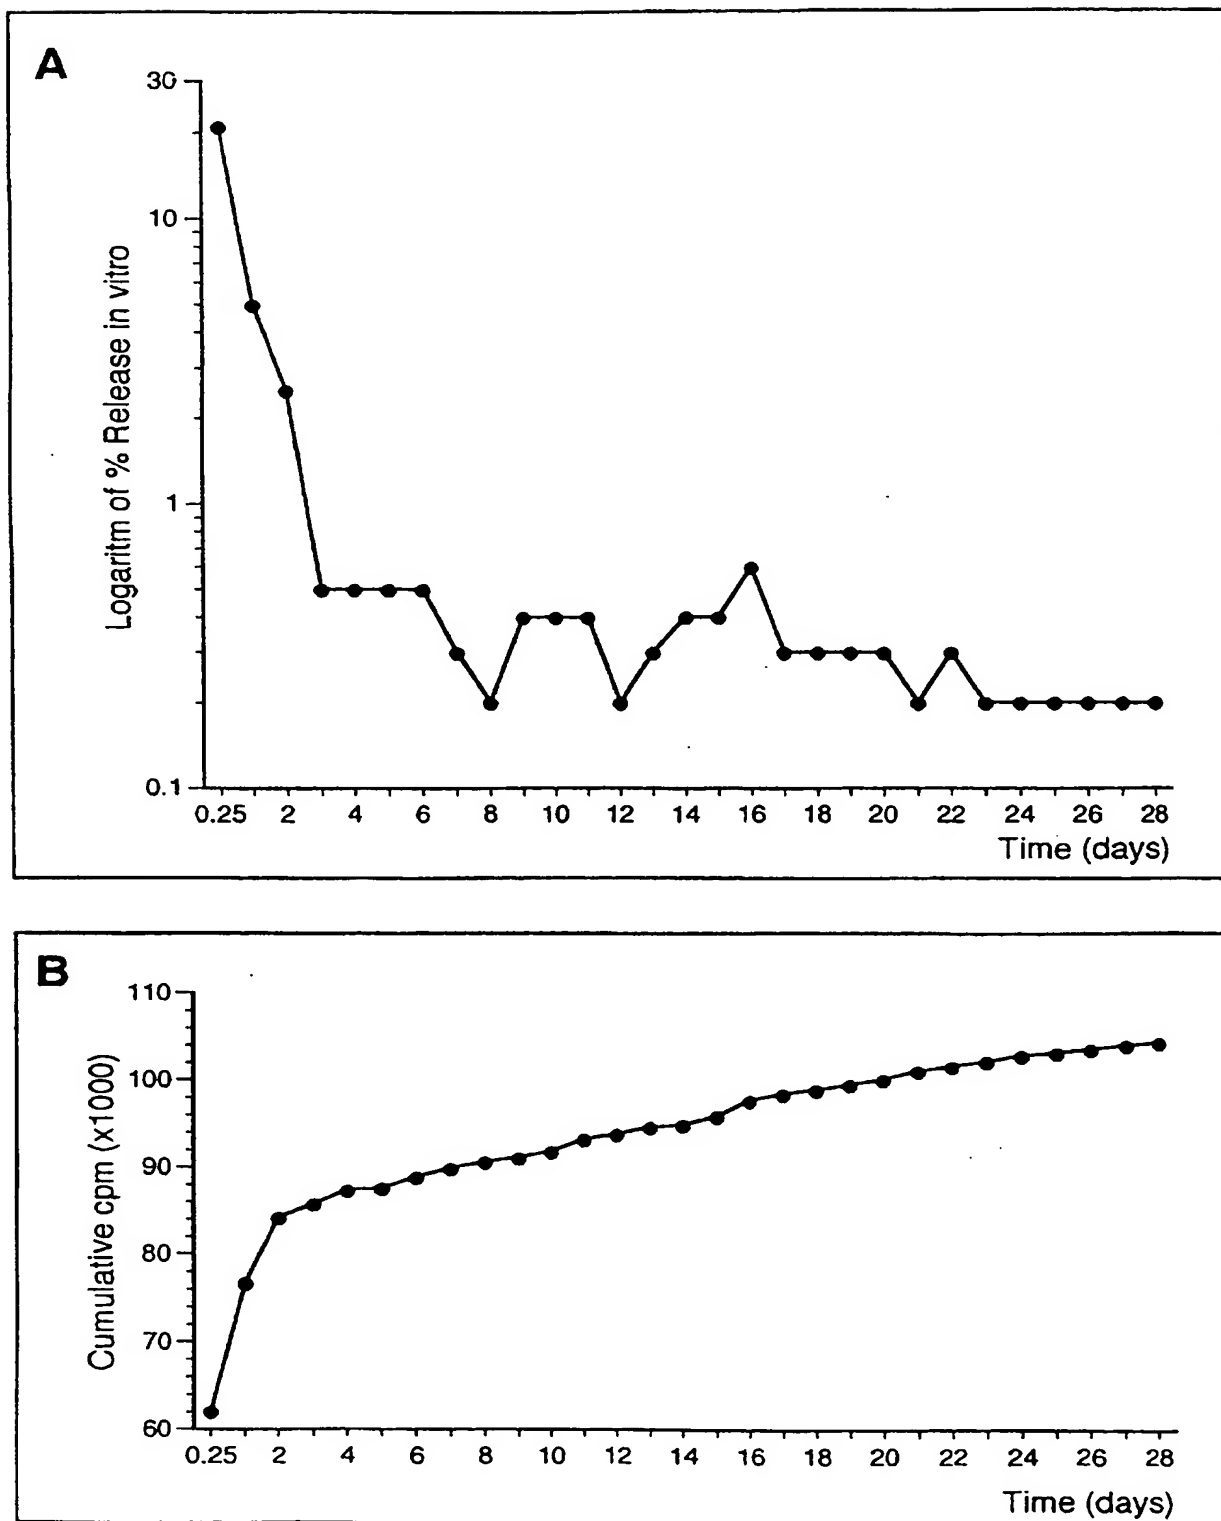 A
30
10
1
0.1
Logaritm of % Release in vitro
0.25 2 4 6 8 10 12 14 16 18 20 22 24 26 28
Time (days)
B
110
100
90
80
70
60
Cumulative cpm (x1000)
0.25 2 4 6 8 10 12 14 16 18 20 22 24 26 28
Time (days)